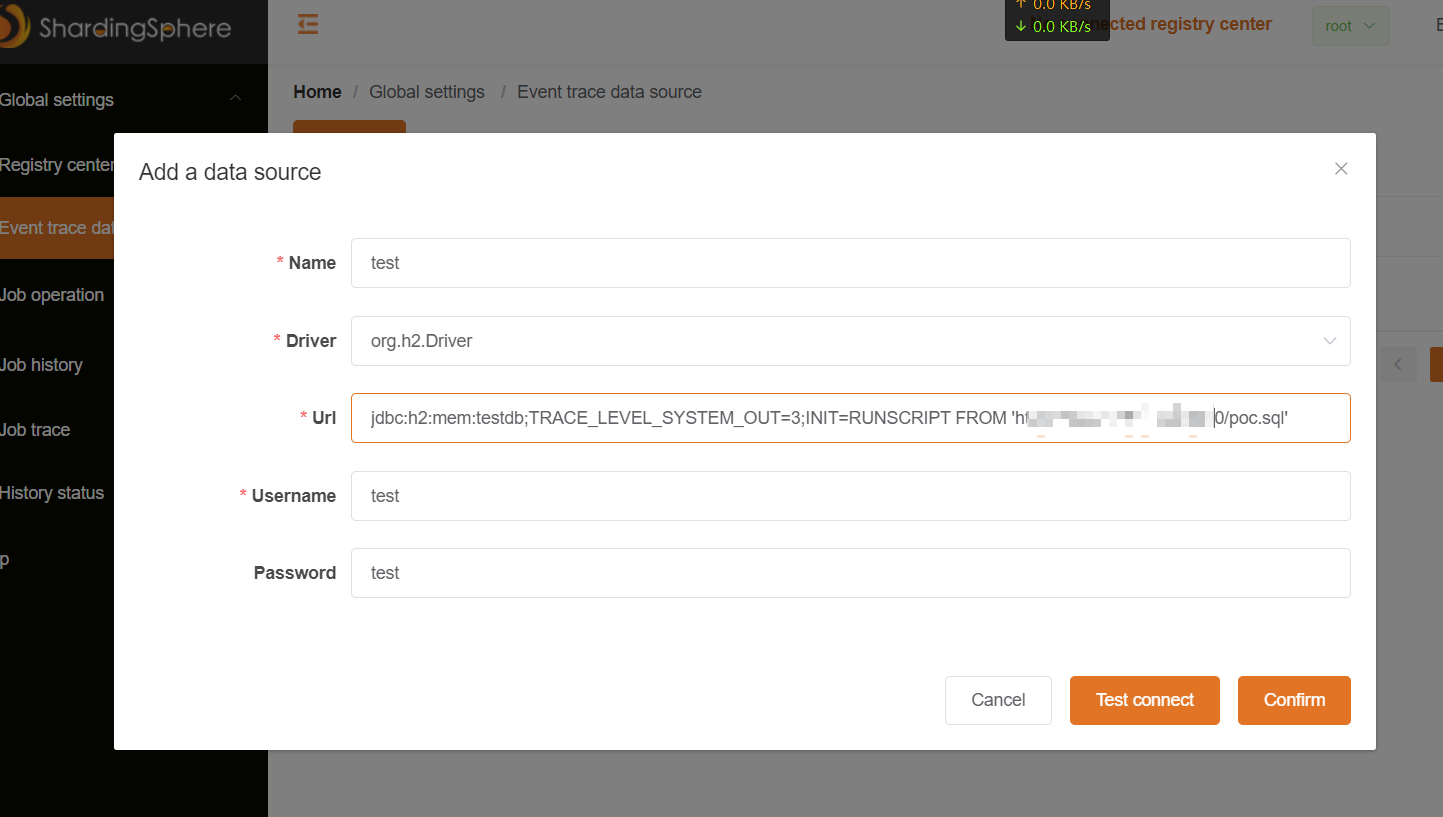 ShardingSphere
↑ 0.0 KB/s
↓ 0.0 KB/s
nected registry center
root
Global settings
Home / Global settings / Event trace data source
Registry center
Event trace dat
Job operation
Job history
Job trace
History status
p
Add a data source
* Name test
* Driver org.h2.Driver
* Url jdbc:h2:mem:testdb;TRACE_LEVEL_SYSTEM_OUT=3;INIT=RUNSCRIPT FROM 'ht 0/poc.sql'
* Username test
Password test
Cancel Test connect Confirm